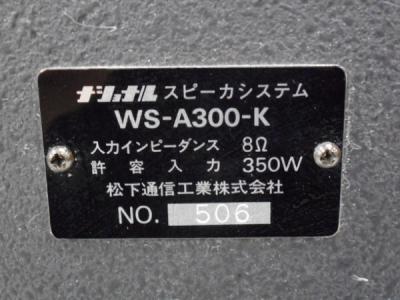 ナショナル スピーカシステム
WS-A300-K
入力インピーダンス 8Ω
許容入力 350W
松下通信工業株式会社
NO. 506